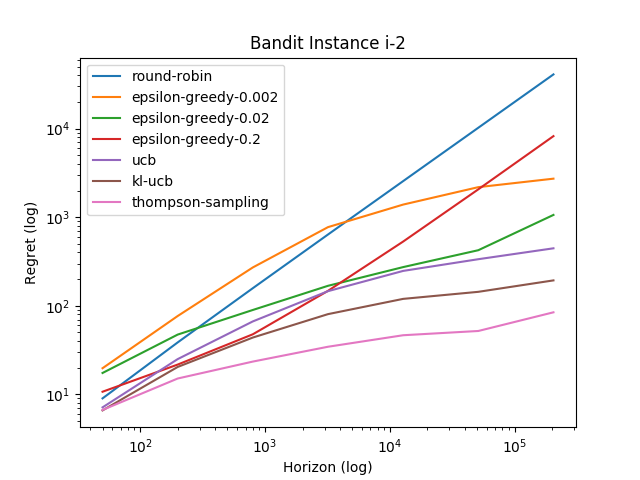 Bandit Instance i-2
round-robin
epsilon-greedy-0.002
epsilon-greedy-0.02
epsilon-greedy-0.2
ucb
kl-ucb
thompson-sampling
Regret (log)
10^4
10^3
10^2
10^1
10^2 10^3 10^4 10^5
Horizon (log)